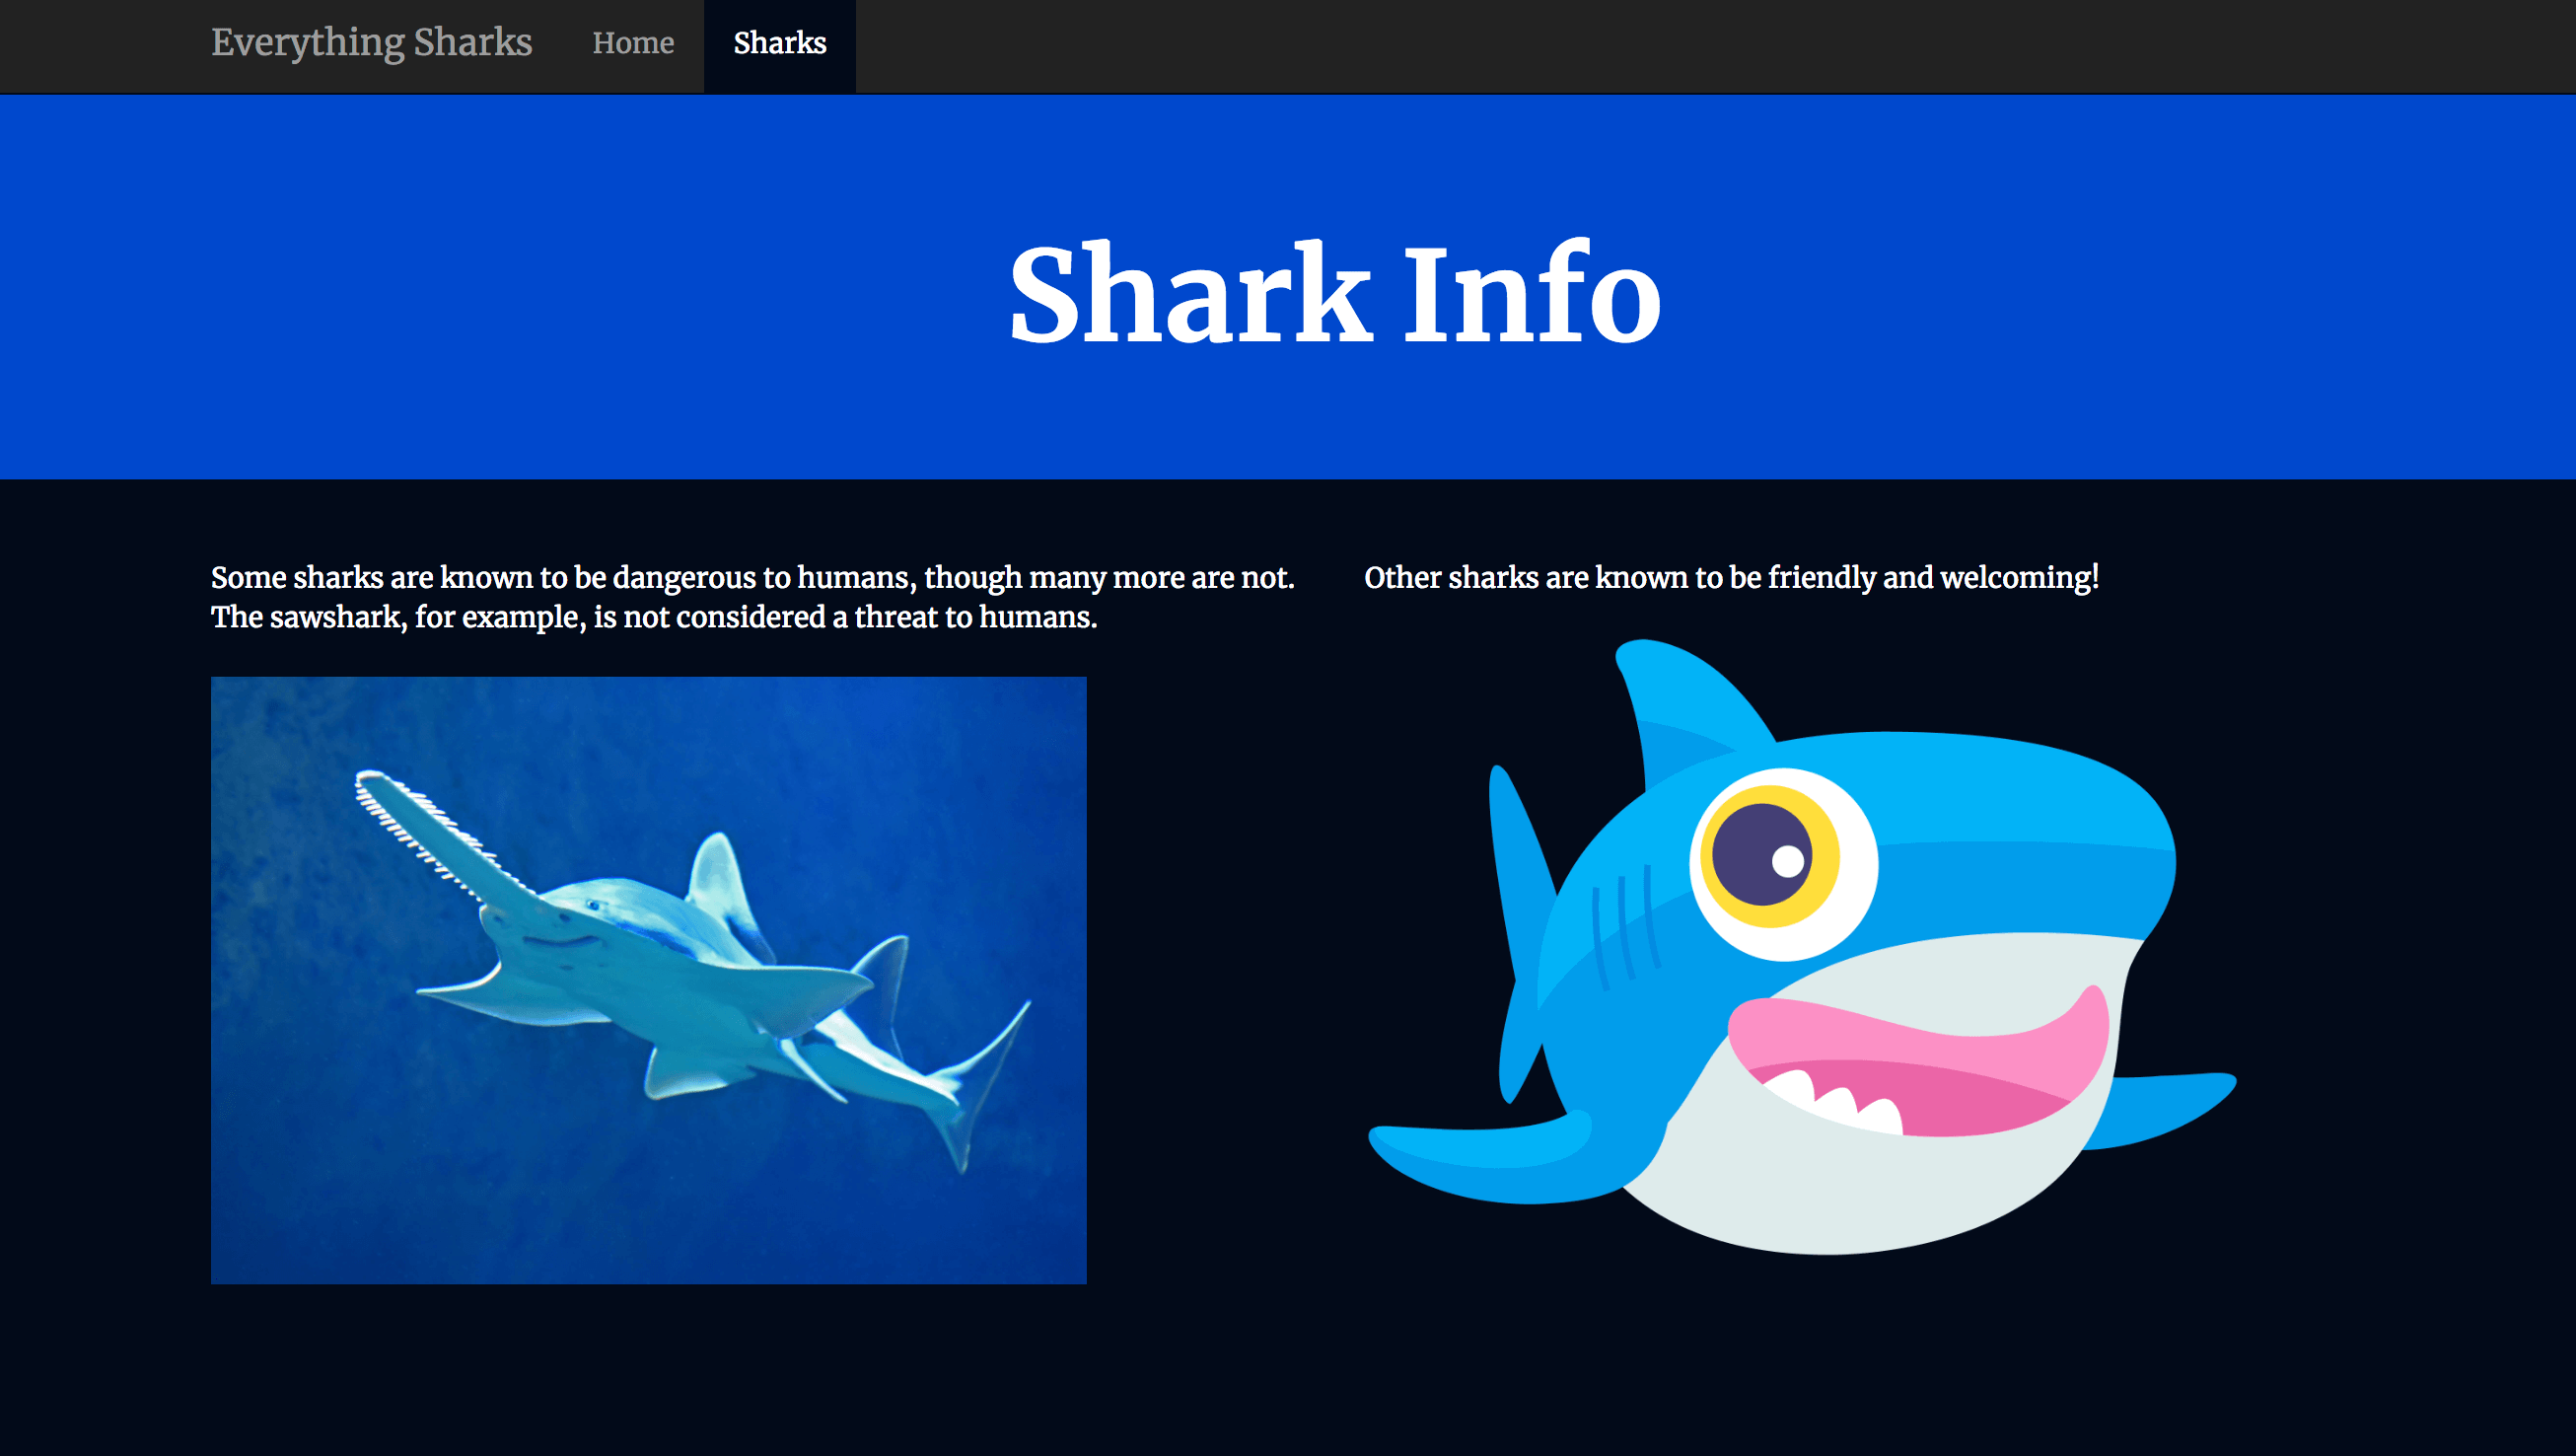 Everything Sharks Home Sharks
Shark Info
Some sharks are known to be dangerous to humans, though many more are not.
The sawshark, for example, is not considered a threat to humans.
Other sharks are known to be friendly and welcoming!